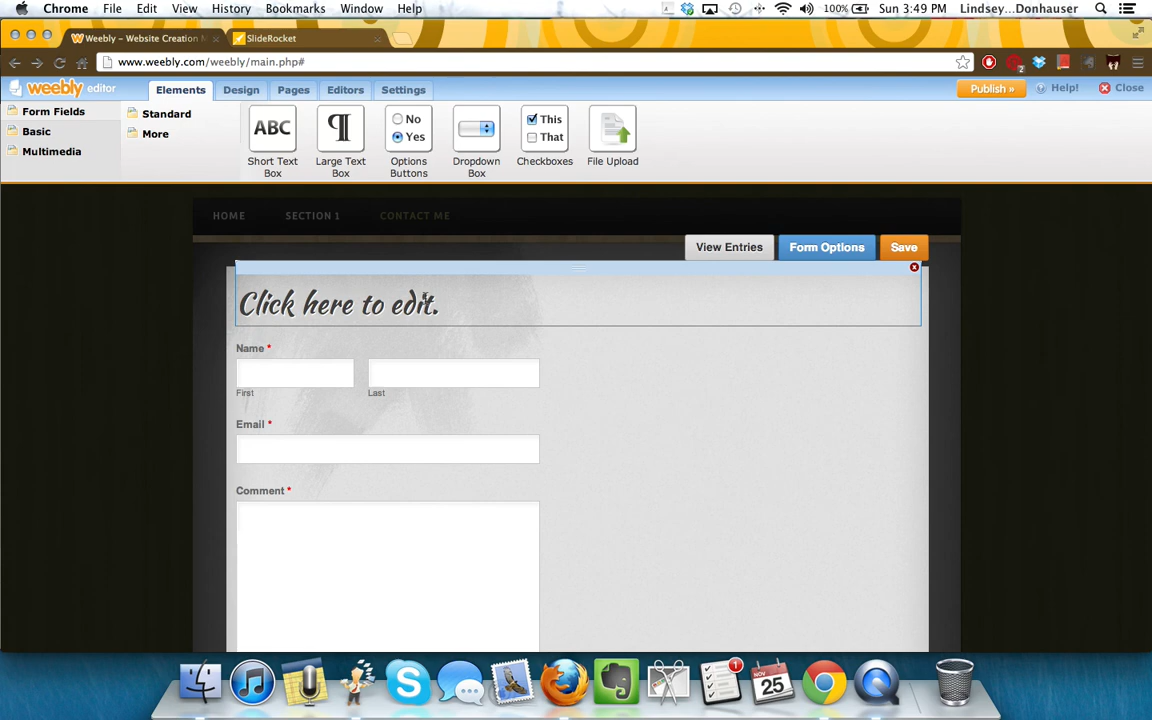 Chrome File Edit View History Bookmarks Window Help 100% Sun 3:49 PM Lindsey...Donhauser
Weebly – Website Creation M SlideRocket
www.weebly.com/weebly/main.php#
2
weebly editor Elements Design Pages Editors Settings Publish » Help! Close
Form Fields
Basic
Multimedia
Standard
More
ABC
No
Yes
This
That
Short Text Box
Large Text Box
Options Buttons
Dropdown Box
Checkboxes
File Upload
HOME SECTION 1 CONTACT ME
View Entries Form Options Save
Click here to edit.
Name *
First Last
Email *
Comment *
1
NOV
25